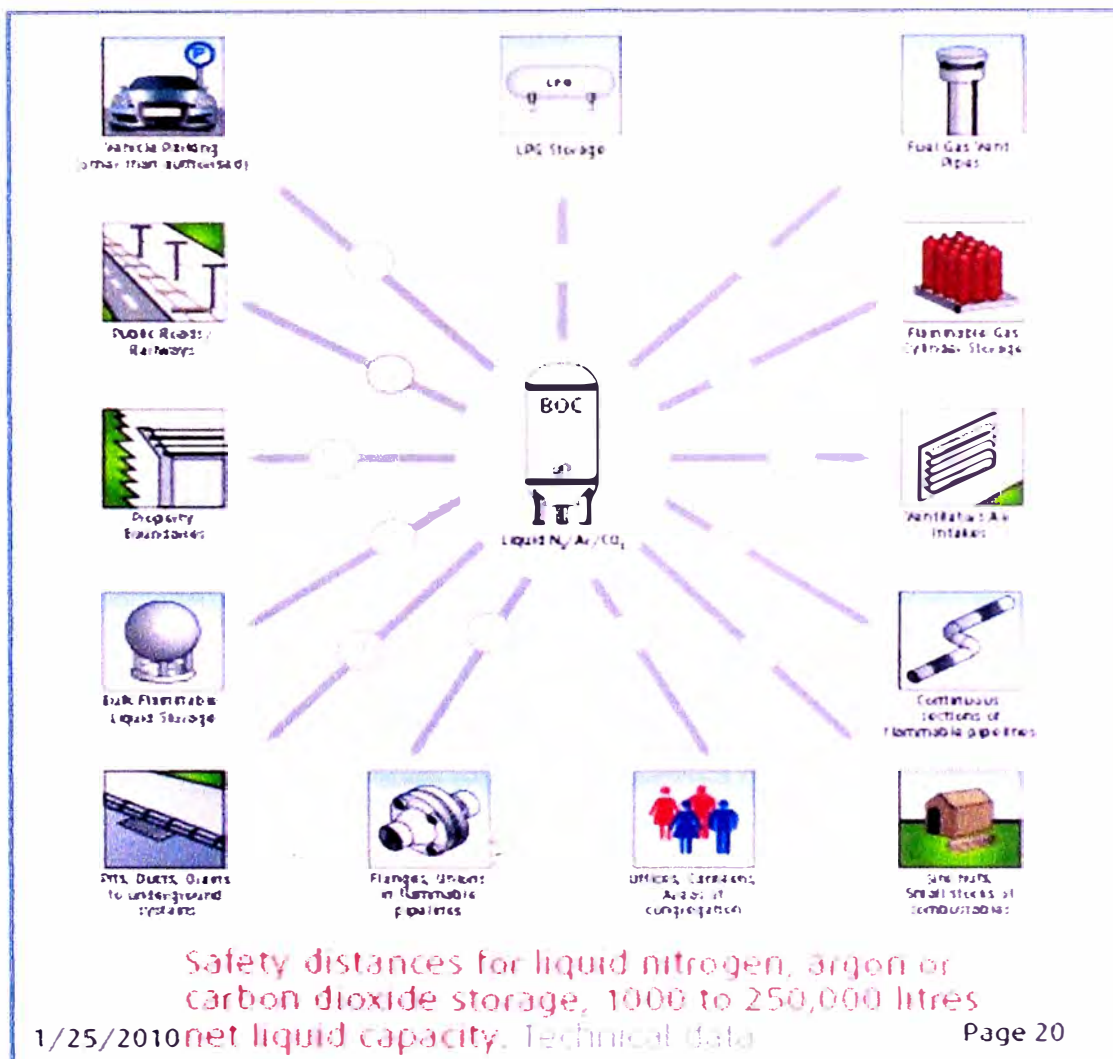 P
Vehicle Parking
(other than authorised)
LPG
LPG Storage
Fuel Gas Vent
Pipes
Public Roads/
Railways
Flammable Gas
Cylinder Storage
BOC
Liquid N₂/Ar/CO₂
Property
Boundaries
Ventilation Air
Intakes
Bulk Flammable
Liquid Storage
Continuous
sections of
flammable pipelines
Pits, Ducts, Drains
to underground
systems
Flanges, Unions
in flammable
pipelines
Offices, Canteens,
Areas of
congregation
Site huts,
Small stocks of
combustables
Safety distances for liquid nitrogen, argon or
carbon dioxide storage, 1000 to 250,000 litres
net liquid capacity. Technical data
1/25/2010
Page 20